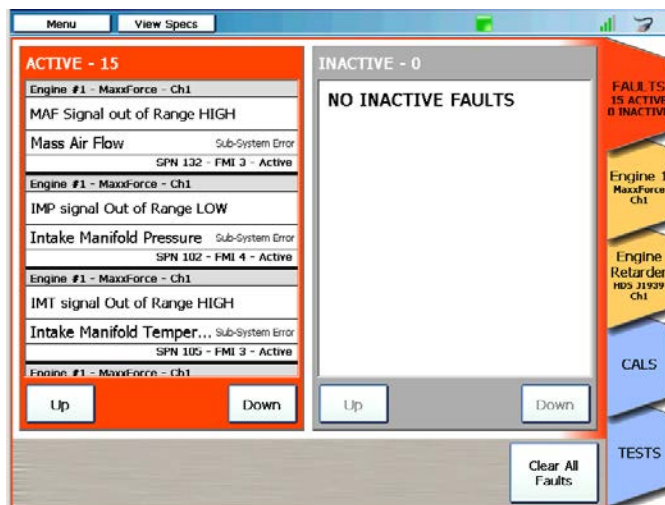 Menu
View Specs
ACTIVE - 15
Engine #1 - MaxxForce - Ch1
MAF Signal out of Range HIGH
Mass Air Flow Sub-System Error
SPN 132 - FMI 3 - Active
Engine #1 - MaxxForce - Ch1
IMP signal Out of Range LOW
Intake Manifold Pressure Sub-System Error
SPN 102 - FMI 4 - Active
Engine #1 - MaxxForce - Ch1
IMT signal Out of Range HIGH
Intake Manifold Temper... Sub-System Error
SPN 105 - FMI 3 - Active
Engine #1 - MaxxForce - Ch1
Up
Down
INACTIVE - 0
NO INACTIVE FAULTS
Up
Down
Clear All
Faults
FAULTS
15 ACTIVE
0 INACTIVE
Engine 1
MaxxForce
Ch1
Engine
Retarder
HDS J1939
Ch1
CALS
TESTS